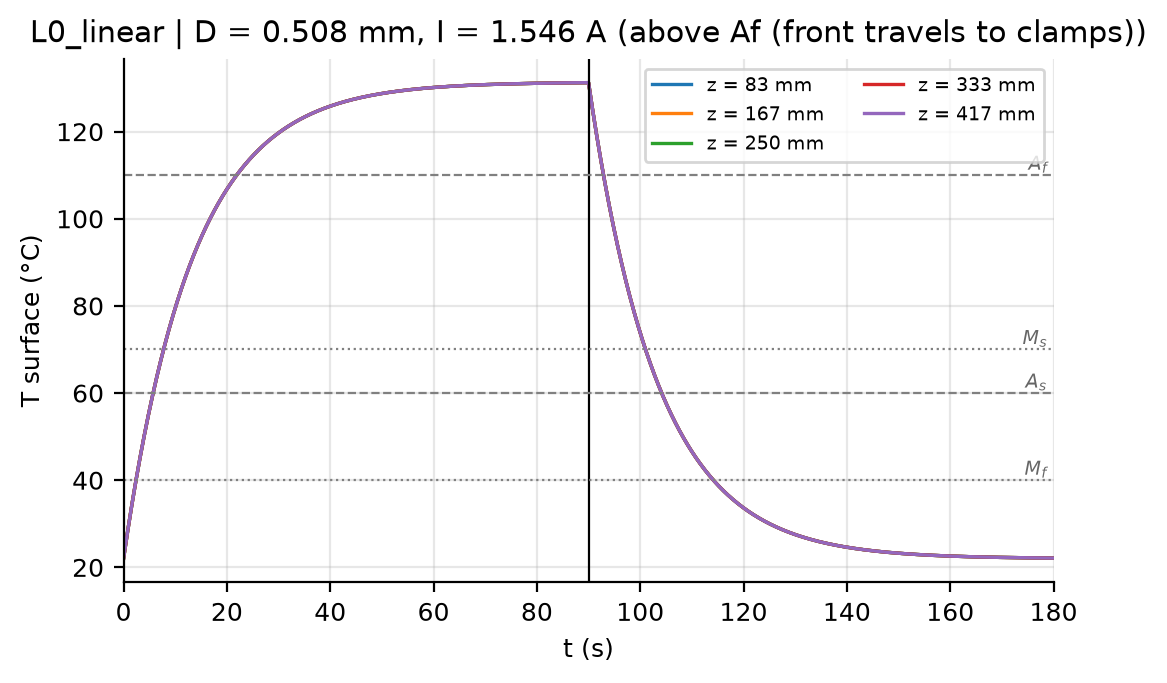 L0_linear | D = 0.508 mm, I = 1.546 A (above Af (front travels to clamps))
z = 83 mm
z = 167 mm
z = 250 mm
z = 333 mm
z = 417 mm
T surface (°C)
120
100
80
60
40
20
A_f
M_s
A_s
M_f
0
20
40
60
80
100
120
140
160
180
t (s)